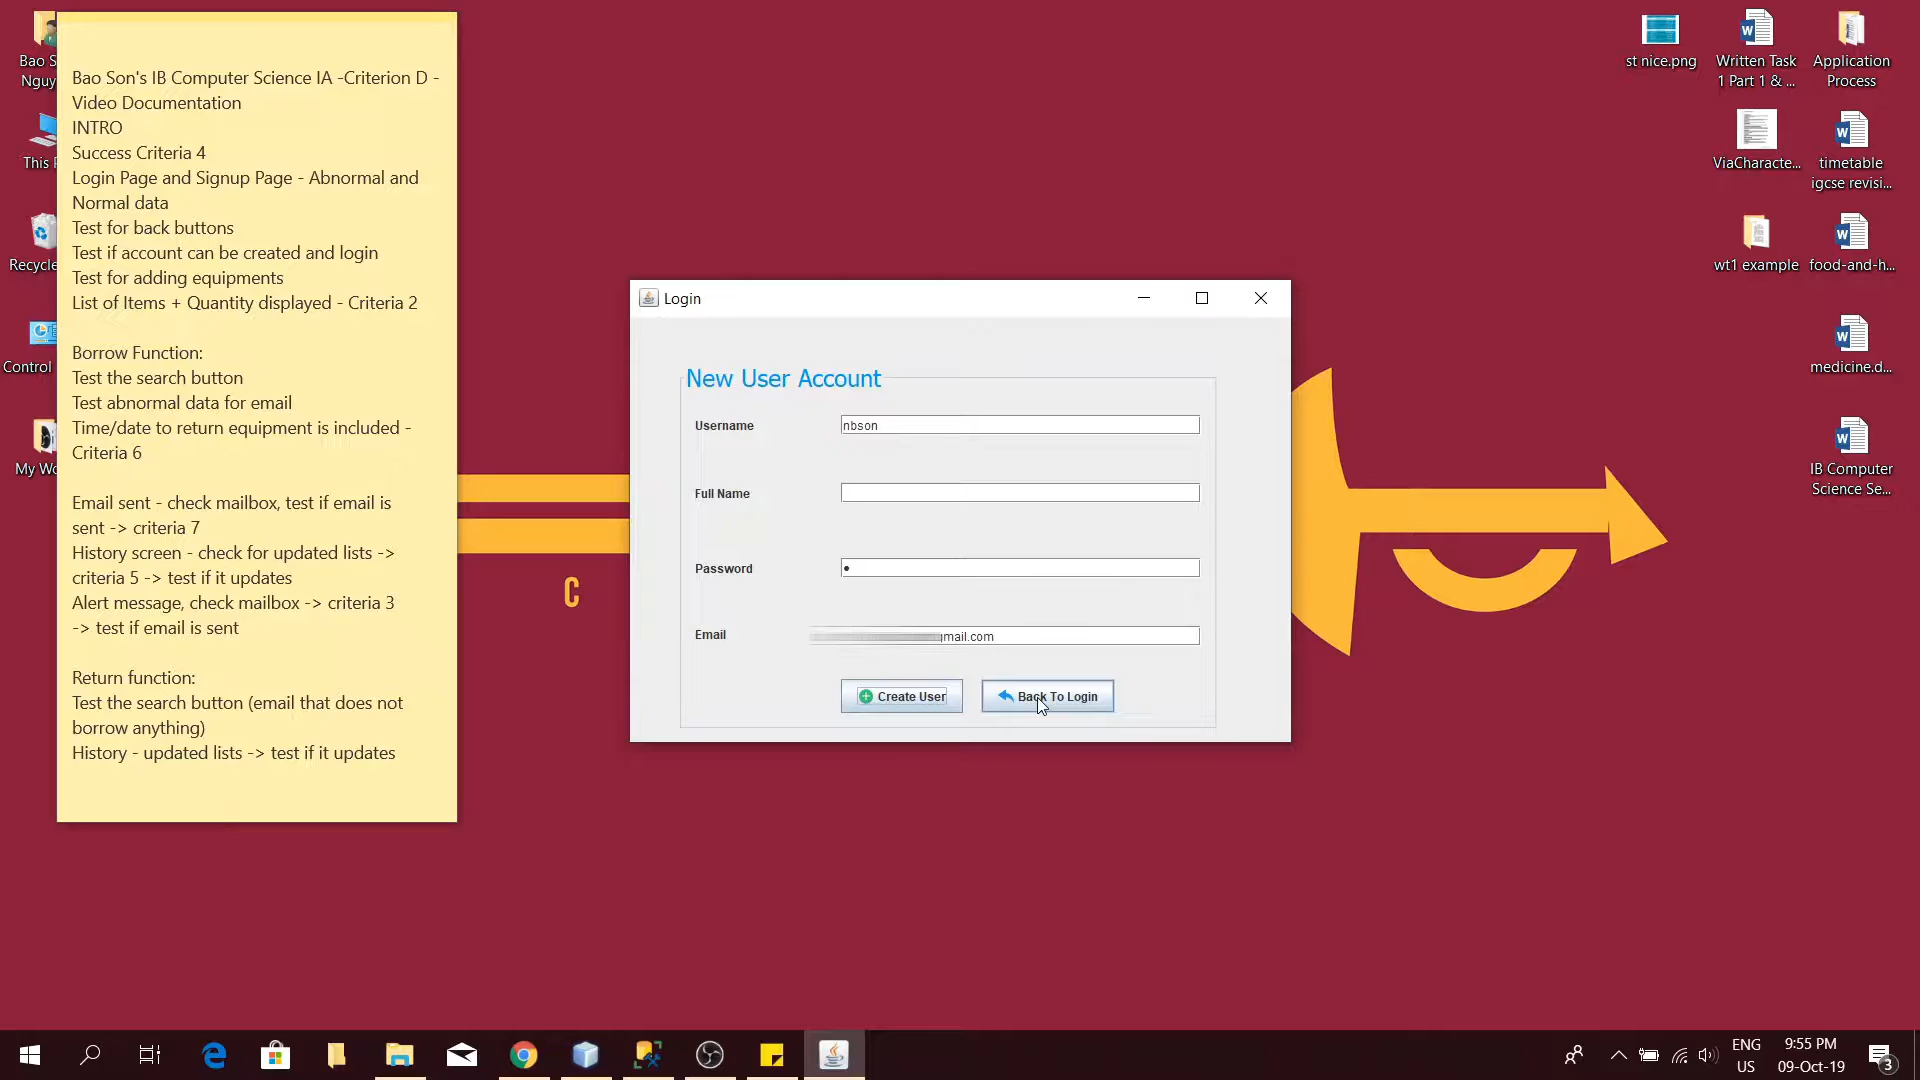 Bao Son's IB Computer Science IA -Criterion D -
Video Documentation
INTRO
Success Criteria 4
Login Page and Signup Page - Abnormal and
Normal data
Test for back buttons
Test if account can be created and login
Test for adding equipments
List of Items + Quantity displayed - Criteria 2
Borrow Function:
Test the search button
Test abnormal data for email
Time/date to return equipment is included -
Criteria 6
Email sent - check mailbox, test if email is
sent -> criteria 7
History screen - check for updated lists ->
criteria 5 -> test if it updates
Alert message, check mailbox -> criteria 3
-> test if email is sent
Return function:
Test the search button (email that does not
borrow anything)
History - updated lists -> test if it updates
Bao S
Nguy
This P
Recycle
Control
My Wo
C
Login
New User Account
Username
nbson
Full Name
Password
Email
gmail.com
Create User
Back To Login
st nice.png
Written Task
1 Part 1 & ...
Application
Process
ViaCharacte...
timetable
igcse revisi...
wt1 example
food-and-h...
medicine.d...
IB Computer
Science Se...
ENG
US
9:55 PM
09-Oct-19
3